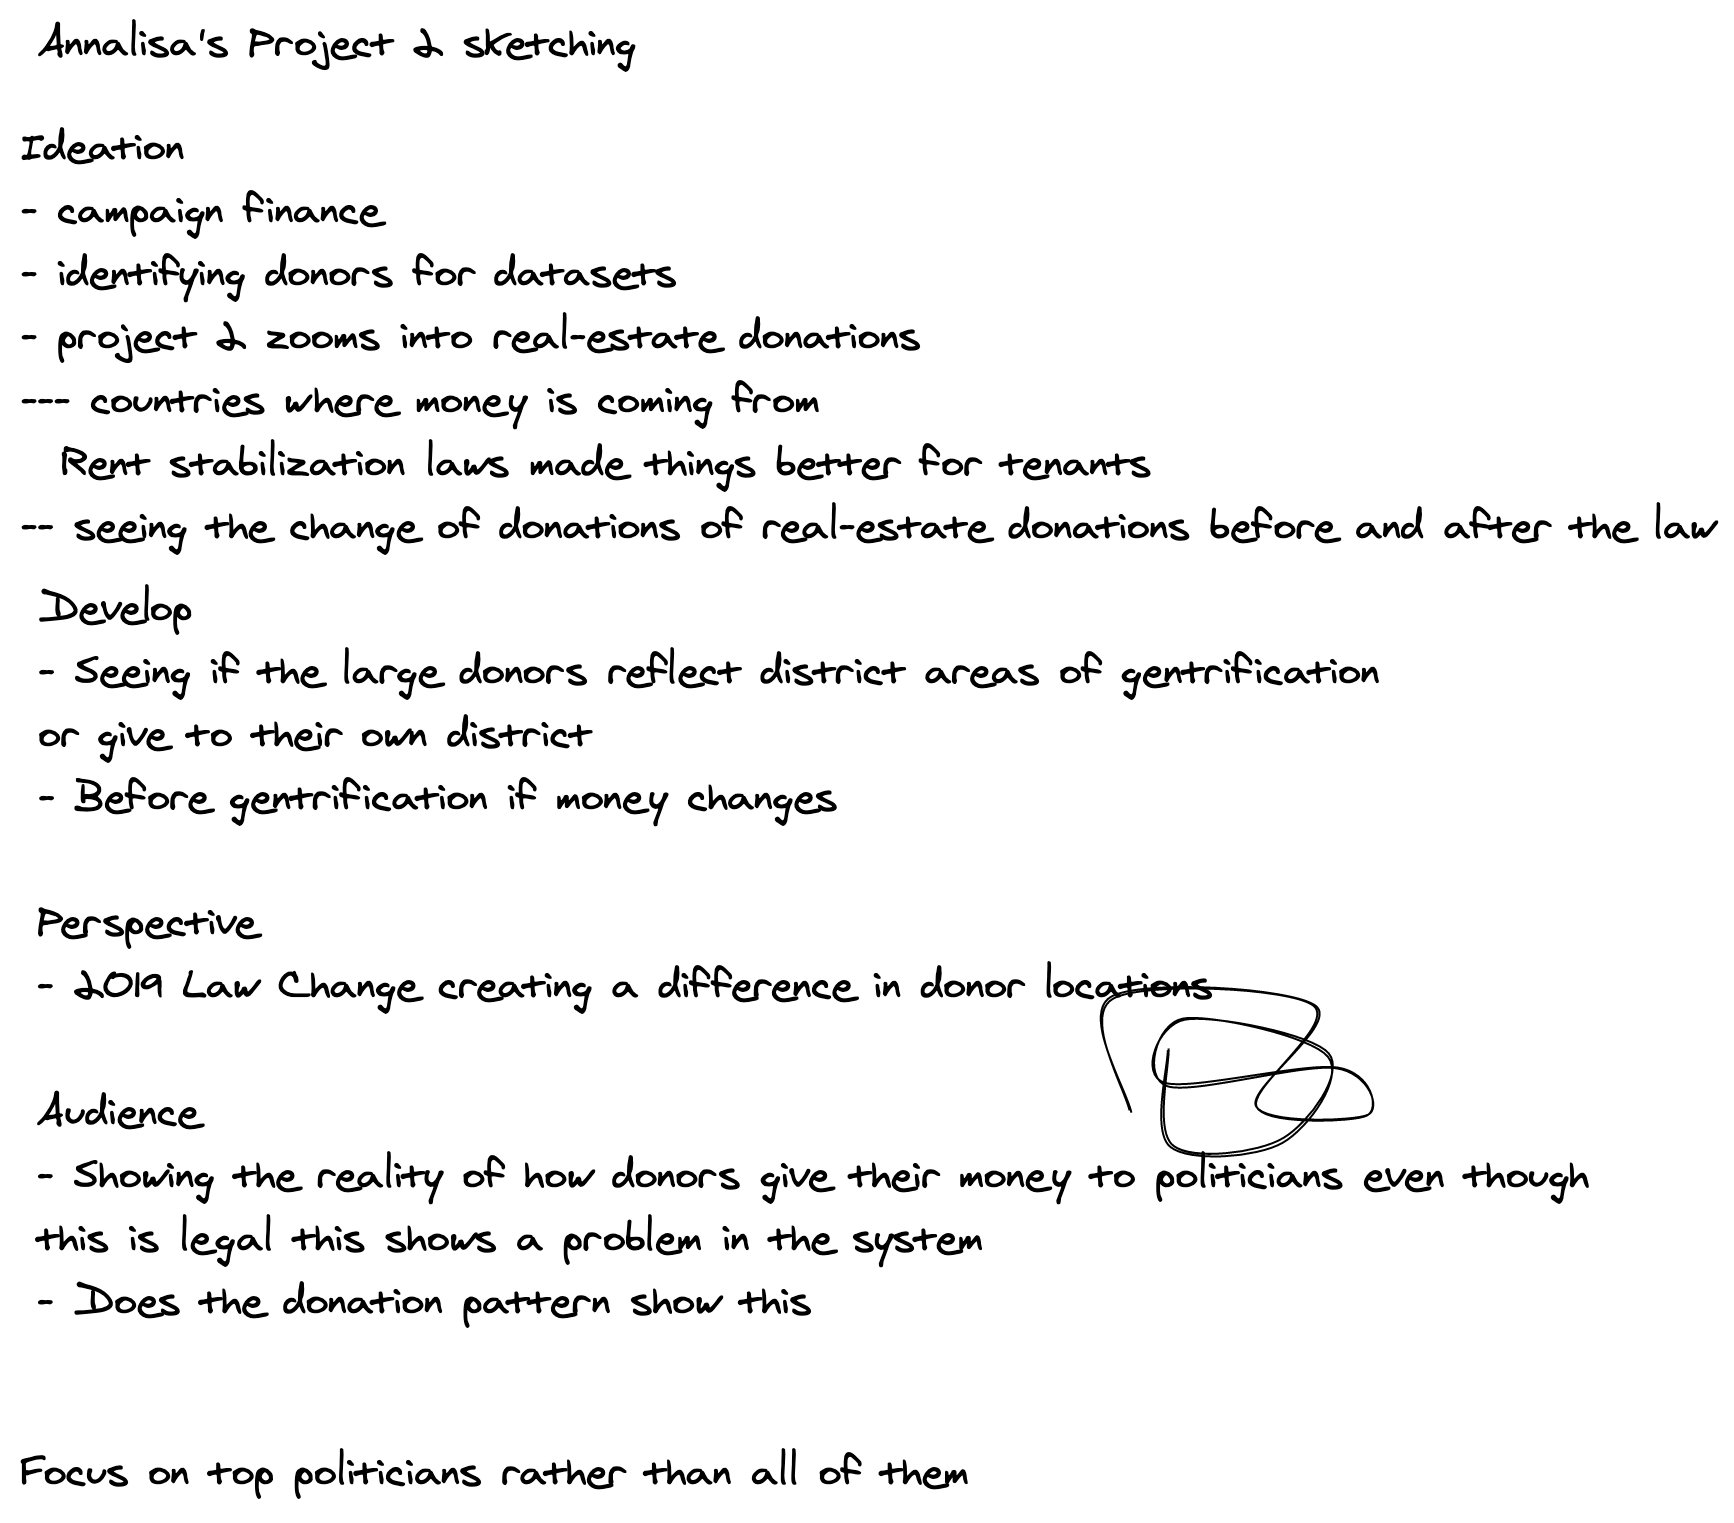 Annalisa's Project 2 sketching
Ideation
- campaign finance
- identifying donors for datasets
- project 2 zooms into real-estate donations
--- countries where money is coming from
Rent stabilization laws made things better for tenants
-- seeing the change of donations of real-estate donations before and after the law
Develop
- Seeing if the large donors reflect district areas of gentrification
or give to their own district
- Before gentrification if money changes
Perspective
- 2019 Law Change creating a difference in donor locations
Audience
- Showing the reality of how donors give their money to politicians even though
this is legal this shows a problem in the system
- Does the donation pattern show this
Focus on top politicians rather than all of them